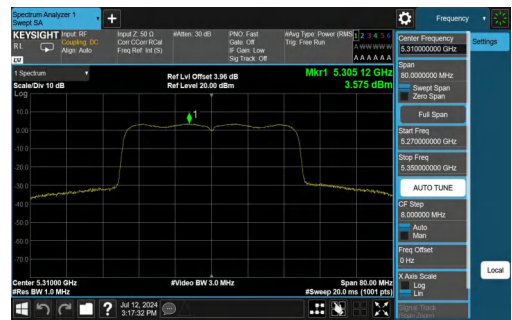 Spectrum Analyzer 1
Swept SA
Frequency
KEYSIGHT Input: RF Input Z: 50 Ω #Atten: 30 dB PNO: Fast #Avg Type: Power (RMS 1 2 3 4 5 6
RL Coupling: DC Corr CCorr RCal Gate: Off Trig: Free Run A W W W W W
Align: Auto Freq Ref: Int (S) IF Gain: Low A A A A A A
LV Sig Track: Off
1 Spectrum
Ref Lvl Offset 3.96 dB
Mkr1 5.305 12 GHz
Scale/Div 10 dB Ref Level 20.00 dBm 3.575 dBm
Log
1
10.0
0.00
-10.0
-20.0
-30.0
-40.0
-50.0
-60.0
-70.0
Center 5.31000 GHz #Video BW 3.0 MHz Span 80.00 MHz
#Res BW 1.0 MHz #Sweep 20.0 ms (1001 pts)
Jul 12, 2024
3:17:32 PM
Center Frequency
5.310000000 GHz
Settings
Span
80.0000000 MHz
Swept Span
Zero Span
Full Span
Start Freq
5.270000000 GHz
Stop Freq
5.350000000 GHz
AUTO TUNE
CF Step
8.000000 MHz
Auto
Man
Freq Offset
0 Hz
X Axis Scale
Log
Lin
Local
Signal Track
(Span Zoom)